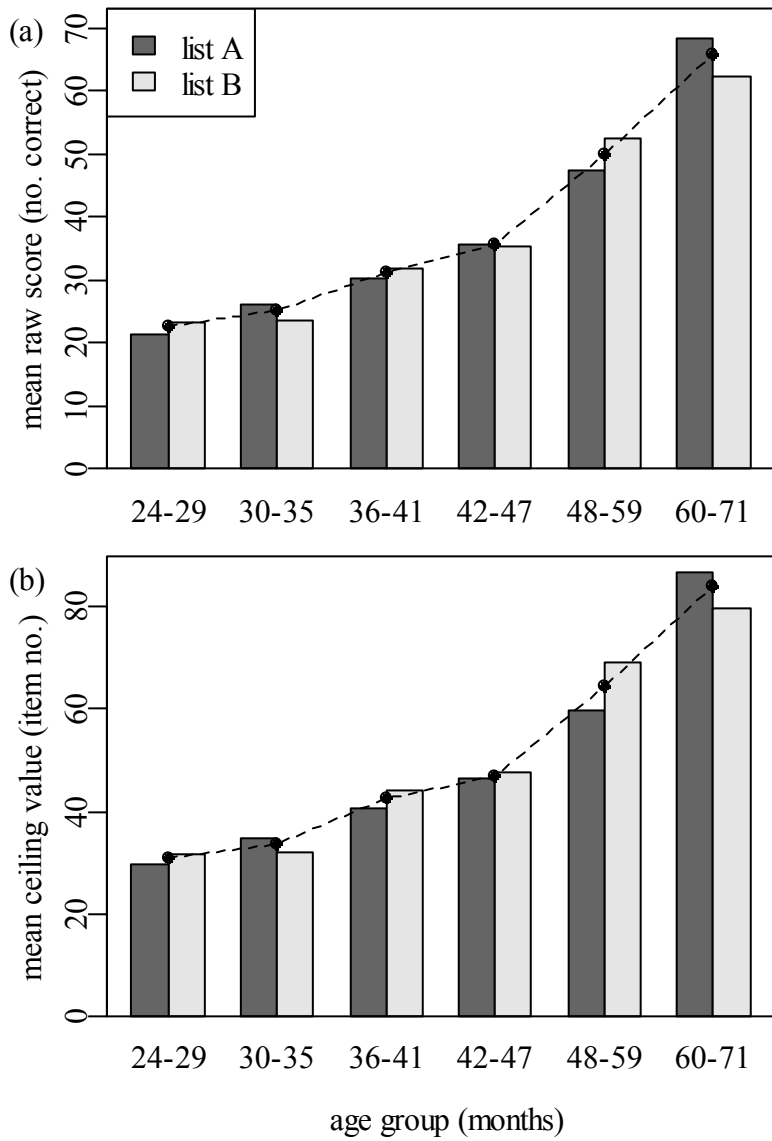 (a)
list A
list B
mean raw score (no. correct)
70
60
50
40
30
20
10
0
24-29 30-35 36-41 42-47 48-59 60-71
(b)
mean ceiling value (item no.)
80
60
40
20
0
24-29 30-35 36-41 42-47 48-59 60-71
age group (months)